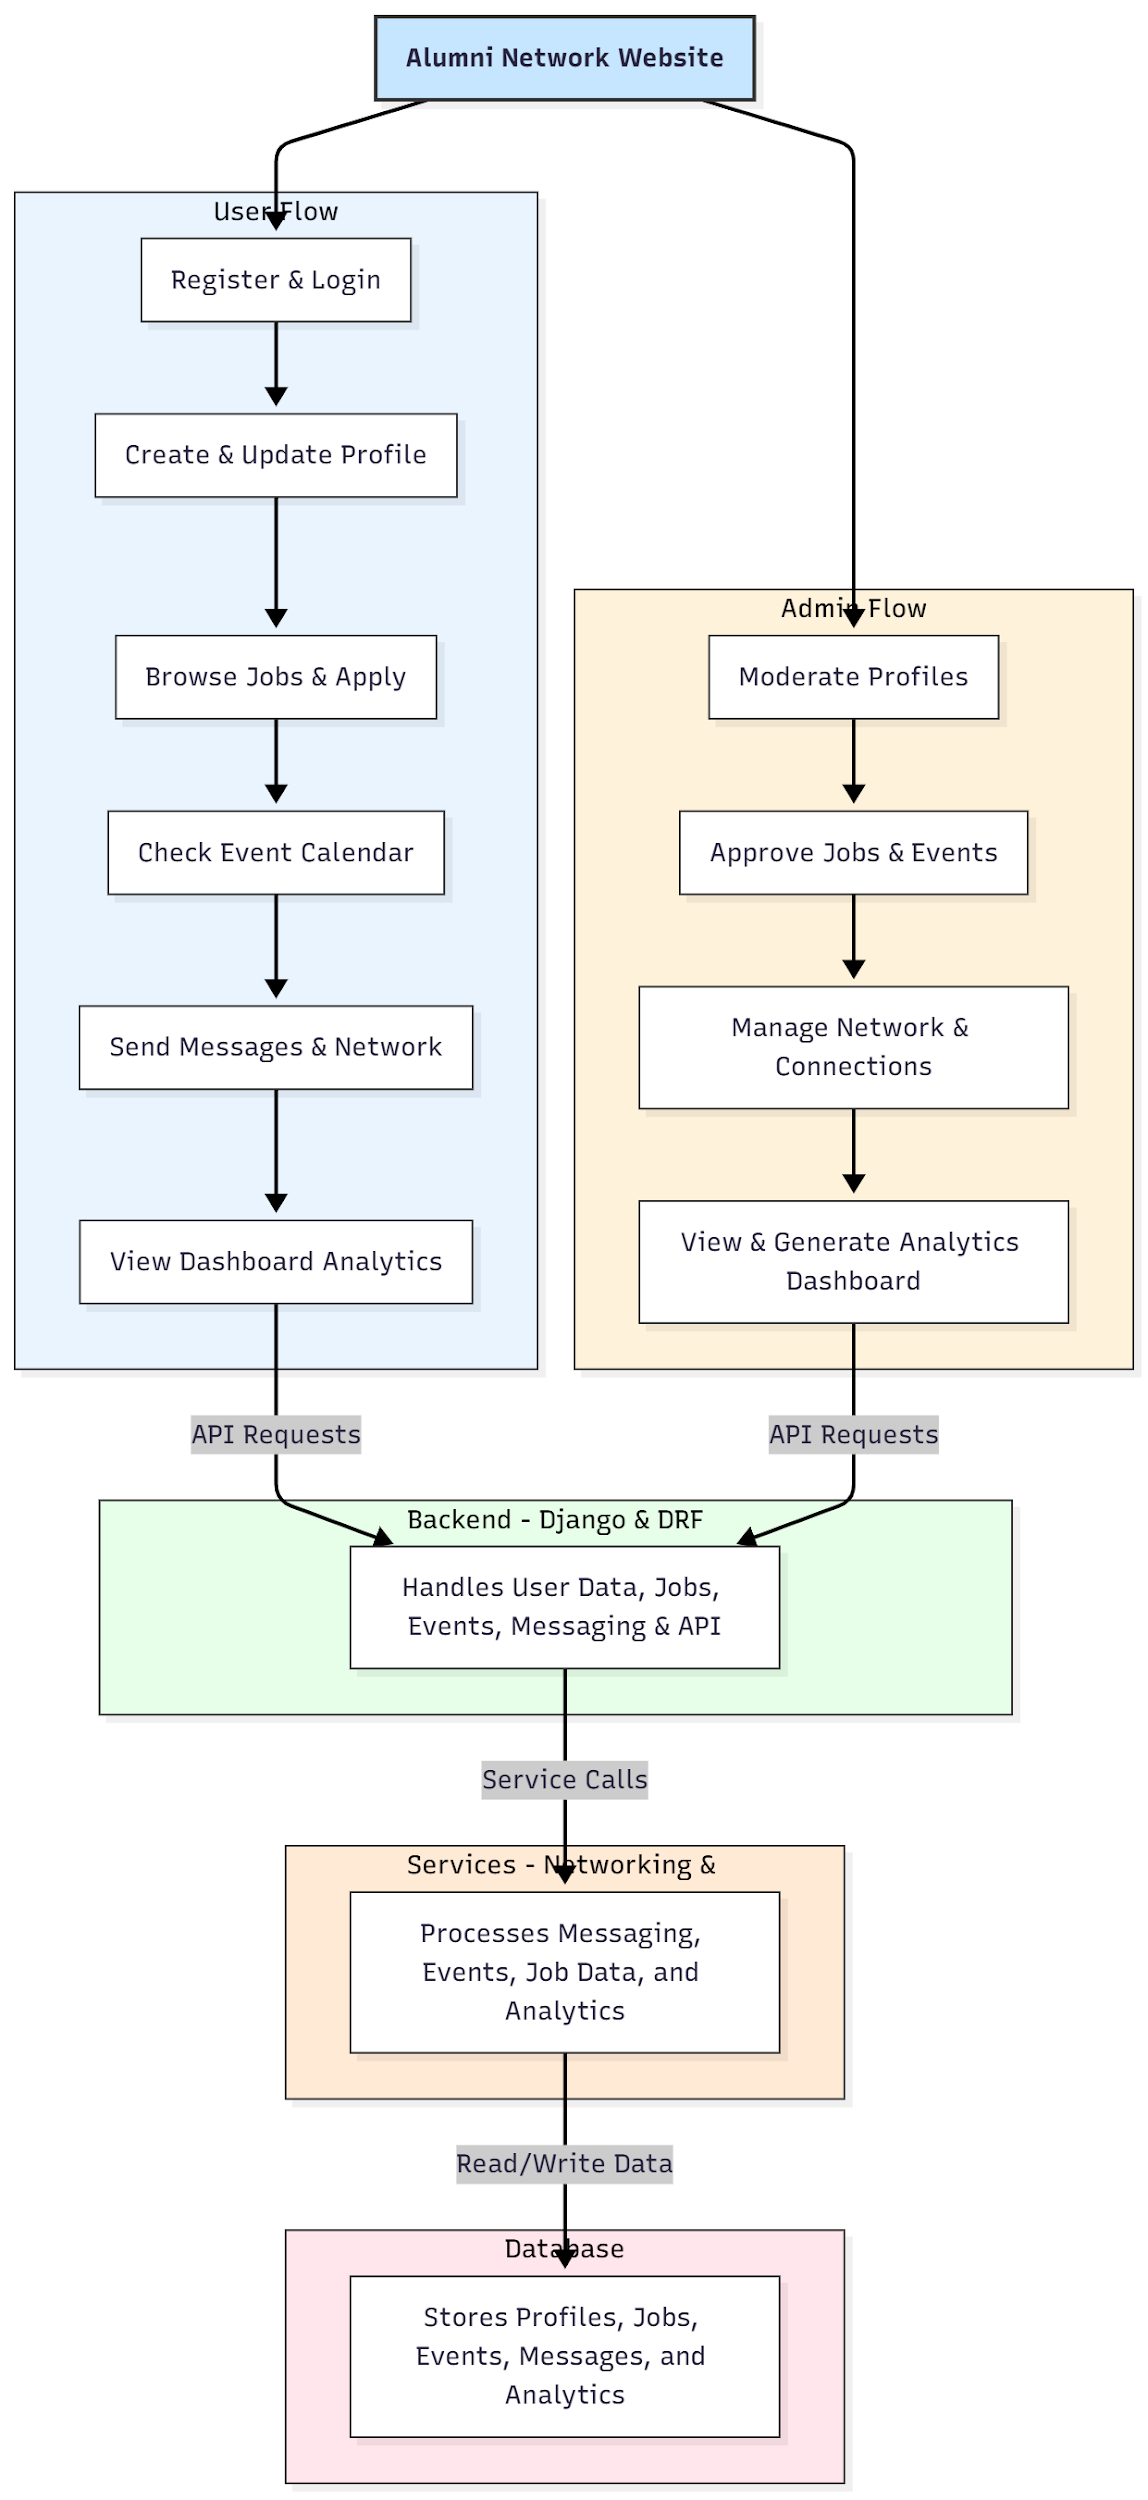 Alumni Network Website
User Flow
Register & Login
Create & Update Profile
Browse Jobs & Apply
Check Event Calendar
Send Messages & Network
View Dashboard Analytics
Admin Flow
Moderate Profiles
Approve Jobs & Events
Manage Network &
Connections
View & Generate Analytics
Dashboard
API Requests
API Requests
Backend - Django & DRF
Handles User Data, Jobs,
Events, Messaging & API
Service Calls
Services - Networking &
Processes Messaging,
Events, Job Data, and
Analytics
Read/Write Data
Database
Stores Profiles, Jobs,
Events, Messages, and
Analytics